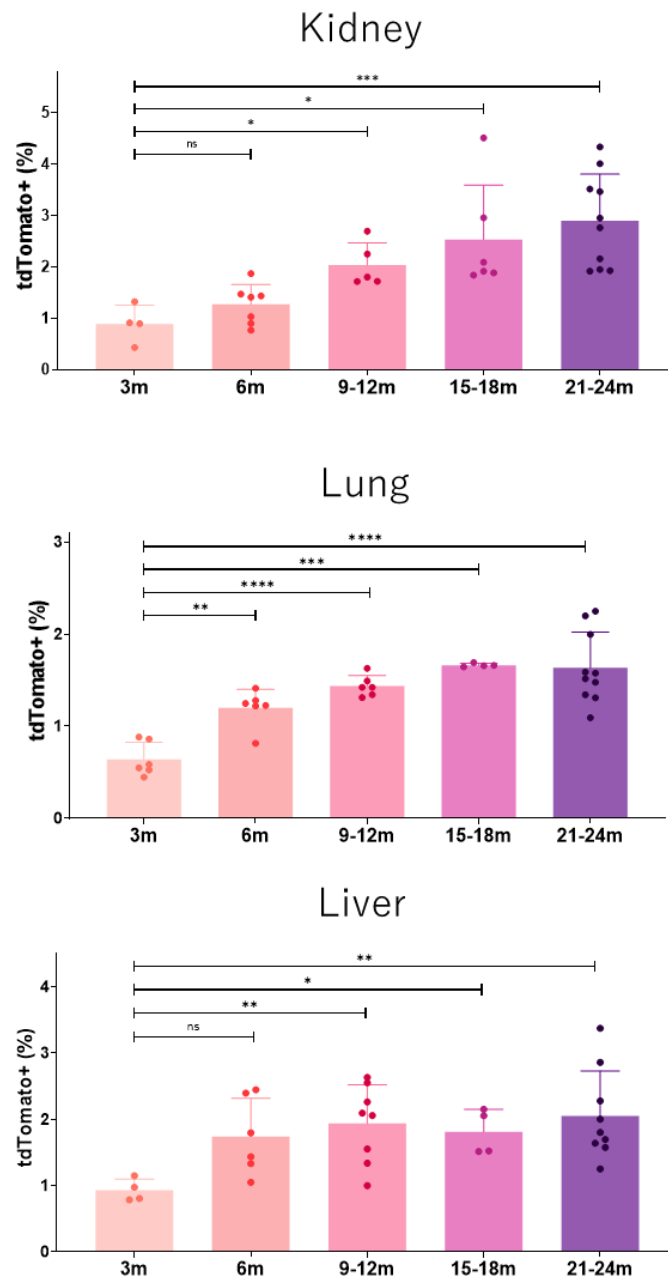 Kidney
tdTomato+ (%)
5
4
3
2
1
0
***
*
*
ns
3m 6m 9-12m 15-18m 21-24m
Lung
tdTomato+ (%)
3
2
1
0
****
***
****
**
3m 6m 9-12m 15-18m 21-24m
Liver
tdTomato+ (%)
4
3
2
1
0
**
*
**
ns
3m 6m 9-12m 15-18m 21-24m